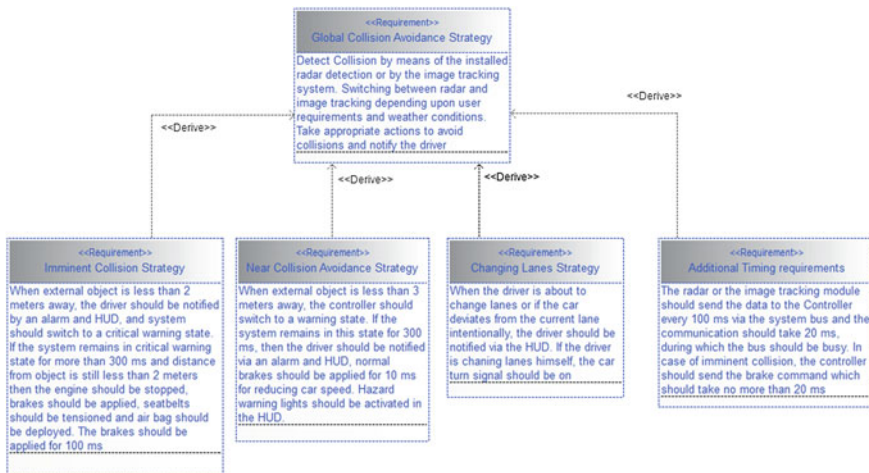 <<Requirement>>
Global Collision Avoidance Strategy
Detect Collision by means of the installed
radar detection or by the image tracking
system. Switching between radar and
image tracking depending upon user
requirements and weather conditions.
Take appropriate actions to avoid
collisions and notify the driver
<<Derive>>
<<Derive>>
<<Derive>>
<<Derive>>
<<Requirement>>
Imminent Collision Strategy
When external object is less than 2
meters away, the driver should be notified
by an alarm and HUD, and system
should switch to a critical warning state.
If the system remains in critical warning
state for more than 300 ms and distance
from object is still less than 2 meters
then the engine should be stopped,
brakes should be applied, seatbelts
should be tensioned and air bag should
be deployed. The brakes should be
applied for 100 ms
<<Requirement>>
Near Collision Avoidance Strategy
When external object is less than 3
meters away, the controller should
switch to a warning state. If the
system remains in this state for 300
ms, then the driver should be notified
via an alarm and HUD, normal
brakes should be applied for 10 ms
for reducing car speed. Hazard
warning lights should be activated in
the HUD.
<<Requirement>>
Changing Lanes Strategy
When the driver is about to
change lanes or if the car
deviates from the current lane
intentionally, the driver should be
notified via the HUD. If the driver
is chaning lanes himself, the car
turn signal should be on
<<Requirement>>
Additional Timing requirements
The radar or the image tracking module
should send the data to the Controller
every 100 ms via the system bus and the
communication should take 20 ms,
during which the bus should be busy. In
case of imminent collision, the controller
should send the brake command which
should take no more than 20 ms